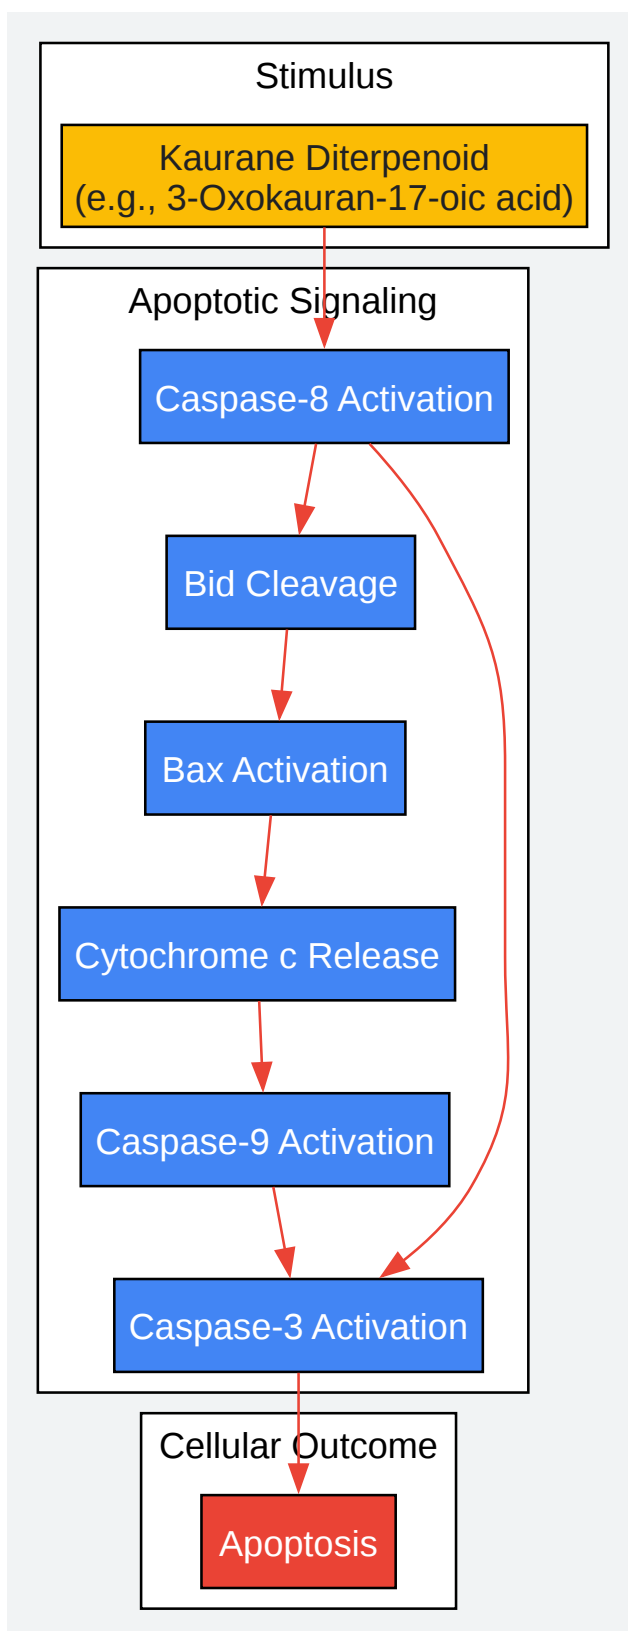 Stimulus
Kaurane Diterpenoid
(e.g., 3-Oxokauran-17-oic acid)
Apoptotic Signaling
Caspase-8 Activation
Bid Cleavage
Bax Activation
Cytochrome c Release
Caspase-9 Activation
Caspase-3 Activation
Cellular Outcome
Apoptosis